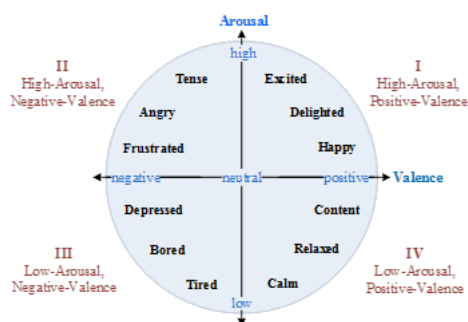 Arousal
high
II
High-Arousal,
Negative-Valence
I
High-Arousal,
Positive-Valence
Tense
Excited
Angry
Delighted
Frustrated
Happy
negative
neutral
positive
Valence
Depressed
Content
Bored
Relaxed
Tired
Calm
III
Low-Arousal,
Negative-Valence
IV
Low-Arousal,
Positive-Valence
low